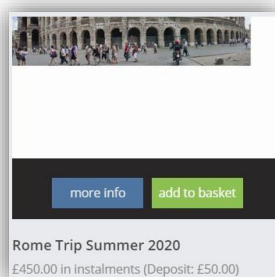 more info add to basket
Rome Trip Summer 2020
£450.00 in instalments (Deposit: £50.00)